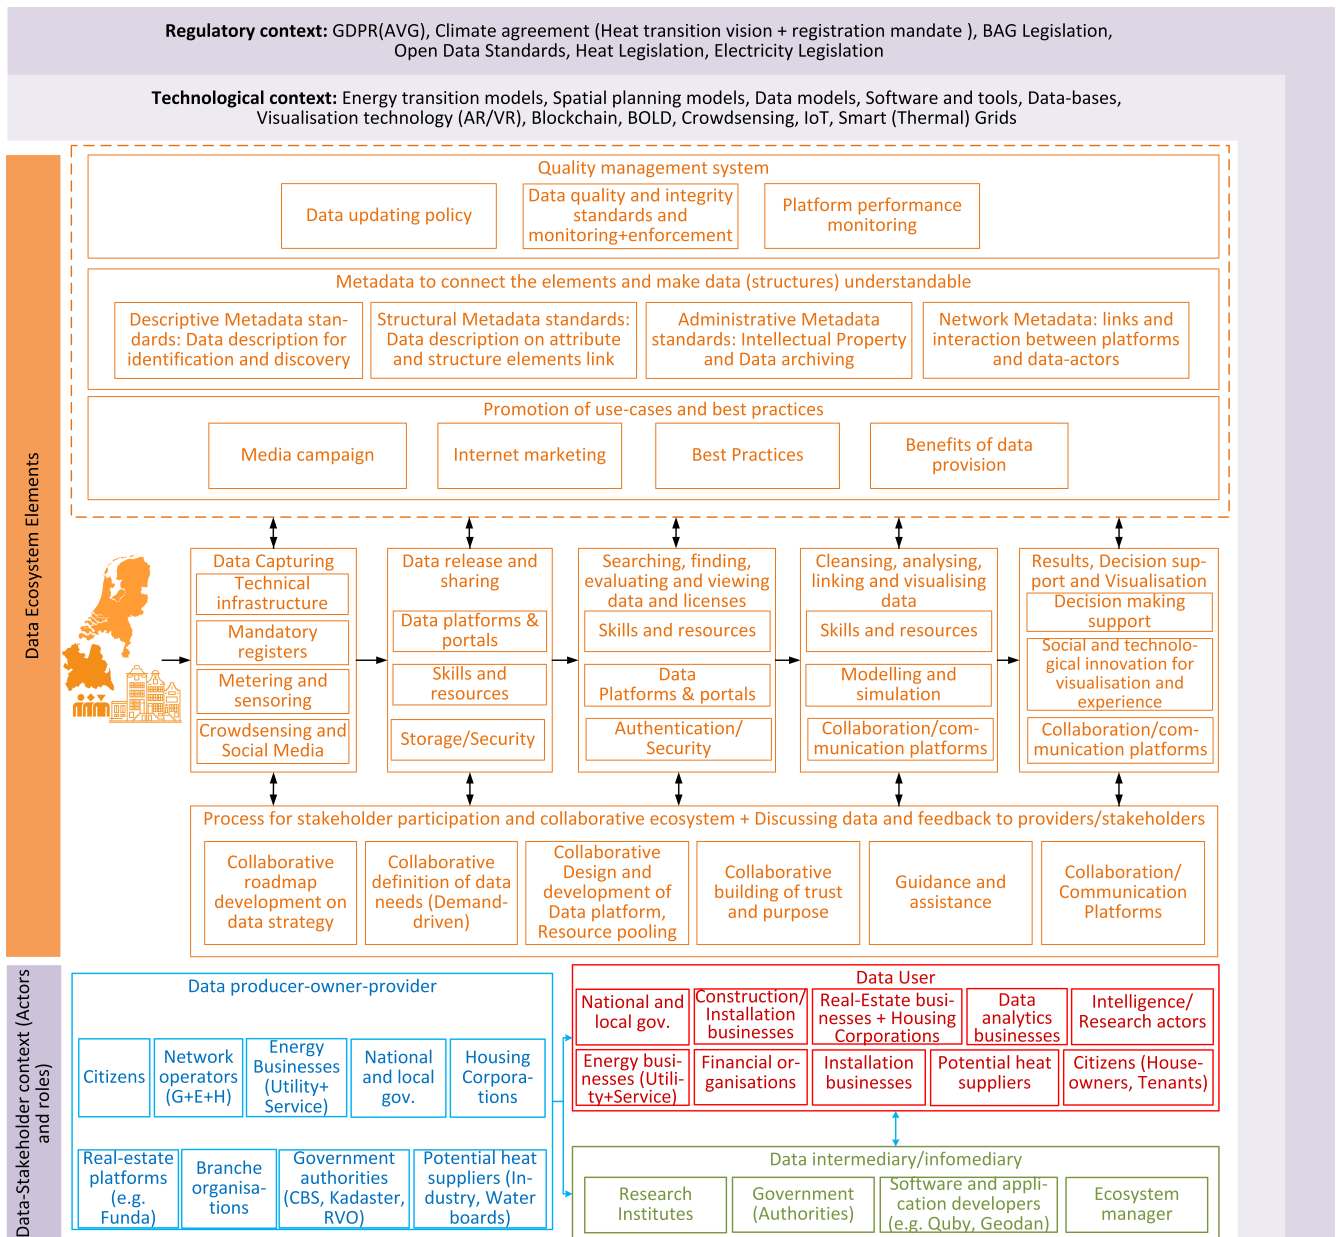 Regulatory context: GDPR(AVG), Climate agreement (Heat transition vision + registration mandate ), BAG Legislation,
Open Data Standards, Heat Legislation, Electricity Legislation
Technological context: Energy transition models, Spatial planning models, Data models, Software and tools, Data-bases,
Visualisation technology (AR/VR), Blockchain, BOLD, Crowdsensing, IoT, Smart (Thermal) Grids
Data Ecosystem Elements
Quality management system
Data updating policy
Data quality and integrity
standards and
monitoring+enforcement
Platform performance
monitoring
Metadata to connect the elements and make data (structures) understandable
Descriptive Metadata stan-
dards: Data description for
identification and discovery
Structural Metadata standards:
Data description on attribute
and structure elements link
Administrative Metadata
standards: Intellectual Property
and Data archiving
Network Metadata: links and
interaction between platforms
and data-actors
Promotion of use-cases and best practices
Media campaign
Internet marketing
Best Practices
Benefits of data
provision
Data Capturing
Technical
infrastructure
Mandatory
registers
Metering and
sensoring
Crowdsensing and
Social Media
Data release and
sharing
Data platforms &
portals
Skills and
resources
Storage/Security
Searching, finding,
evaluating and viewing
data and licenses
Skills and resources
Data
Platforms & portals
Authentication/
Security
Cleansing, analysing,
linking and visualising
data
Skills and resources
Modelling and
simulation
Collaboration/com-
munication platforms
Results, Decision sup-
port and Visualisation
Decision making
support
Social and technolo-
gical innovation for
visualisation and
experience
Collaboration/com-
munication platforms
Process for stakeholder participation and collaborative ecosystem + Discussing data and feedback to providers/stakeholders
Collaborative
roadmap
development on
data strategy
Collaborative
definition of data
needs (Demand-
driven)
Collaborative
Design and
development of
Data platform,
Resource pooling
Collaborative
building of trust
and purpose
Guidance and
assistance
Collaboration/
Communication
Platforms
Data-Stakeholder context (Actors
and roles)
Data producer-owner-provider
Citizens
Network
operators
(G+E+H)
Energy
Businesses
(Utility+
Service)
National
and local
gov.
Housing
Corpora-
tions
Real-estate
platforms
(e.g.
Funda)
Branche
organisa-
tions
Government
authorities
(CBS, Kadaster,
RVO)
Potential heat
suppliers (In-
dustry, Water
boards)
Data User
National and
local gov.
Construction/
Installation
businesses
Real-Estate busi-
nesses + Housing
Corporations
Data
analytics
businesses
Intelligence/
Research actors
Energy busi-
nesses (Utili-
ty+Service)
Financial or-
ganisations
Installation
businesses
Potential heat
suppliers
Citizens (House-
owners, Tenants)
Data intermediary/infomediary
Research
Institutes
Government
(Authorities)
Software and appli-
cation developers
(e.g. Quby, Geodan)
Ecosystem
manager